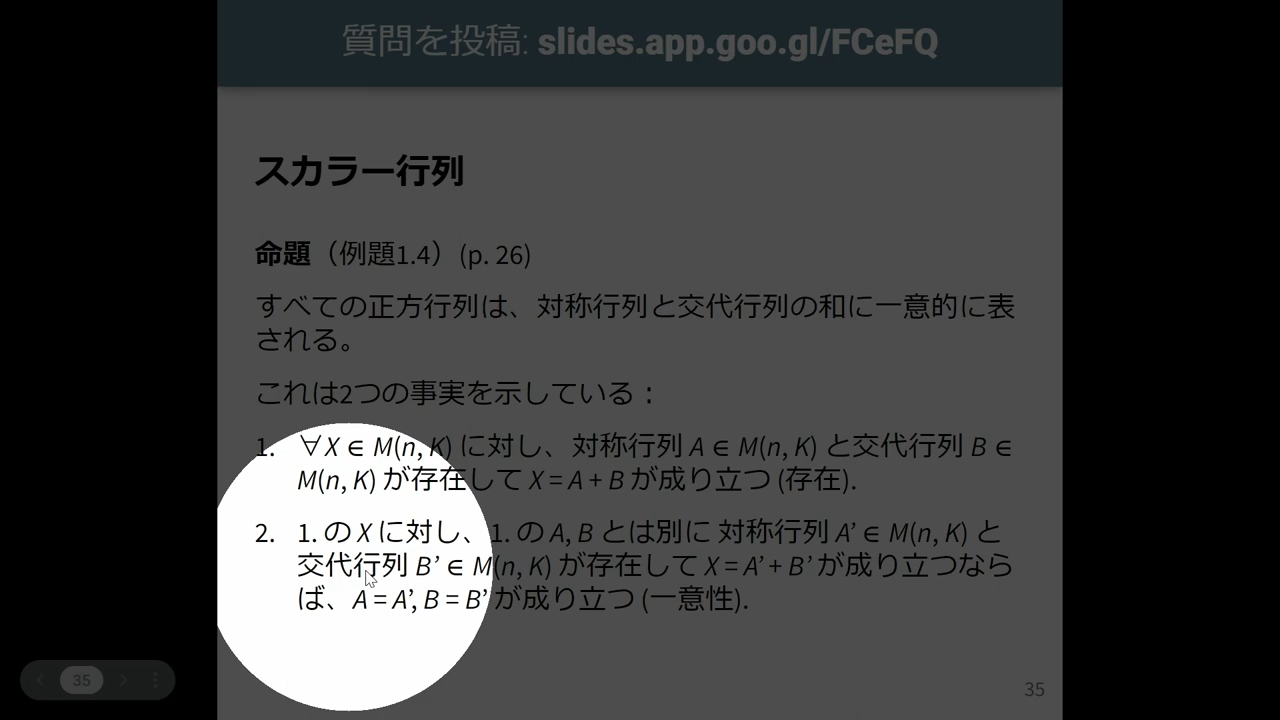 質問を投稿: slides.app.goo.gl/FCeFQ
スカラー行列
命題（例題1.4）(p. 26)
すべての正方行列は、対称行列と交代行列の和に一意的に表
される。
これは2つの事実を示している：
1. ∀X ∈ M(n, K) に対し、対称行列 A ∈ M(n, K) と交代行列 B ∈
M(n, K) が存在して X = A + B が成り立つ (存在).
2. 1. の X に対し、1. の A, B とは別に 対称行列 A’ ∈ M(n, K) と
交代行列 B’ ∈ M(n, K) が存在して X = A’ + B’ が成り立つなら
ば、A = A’, B = B’ が成り立つ (一意性).
35
35